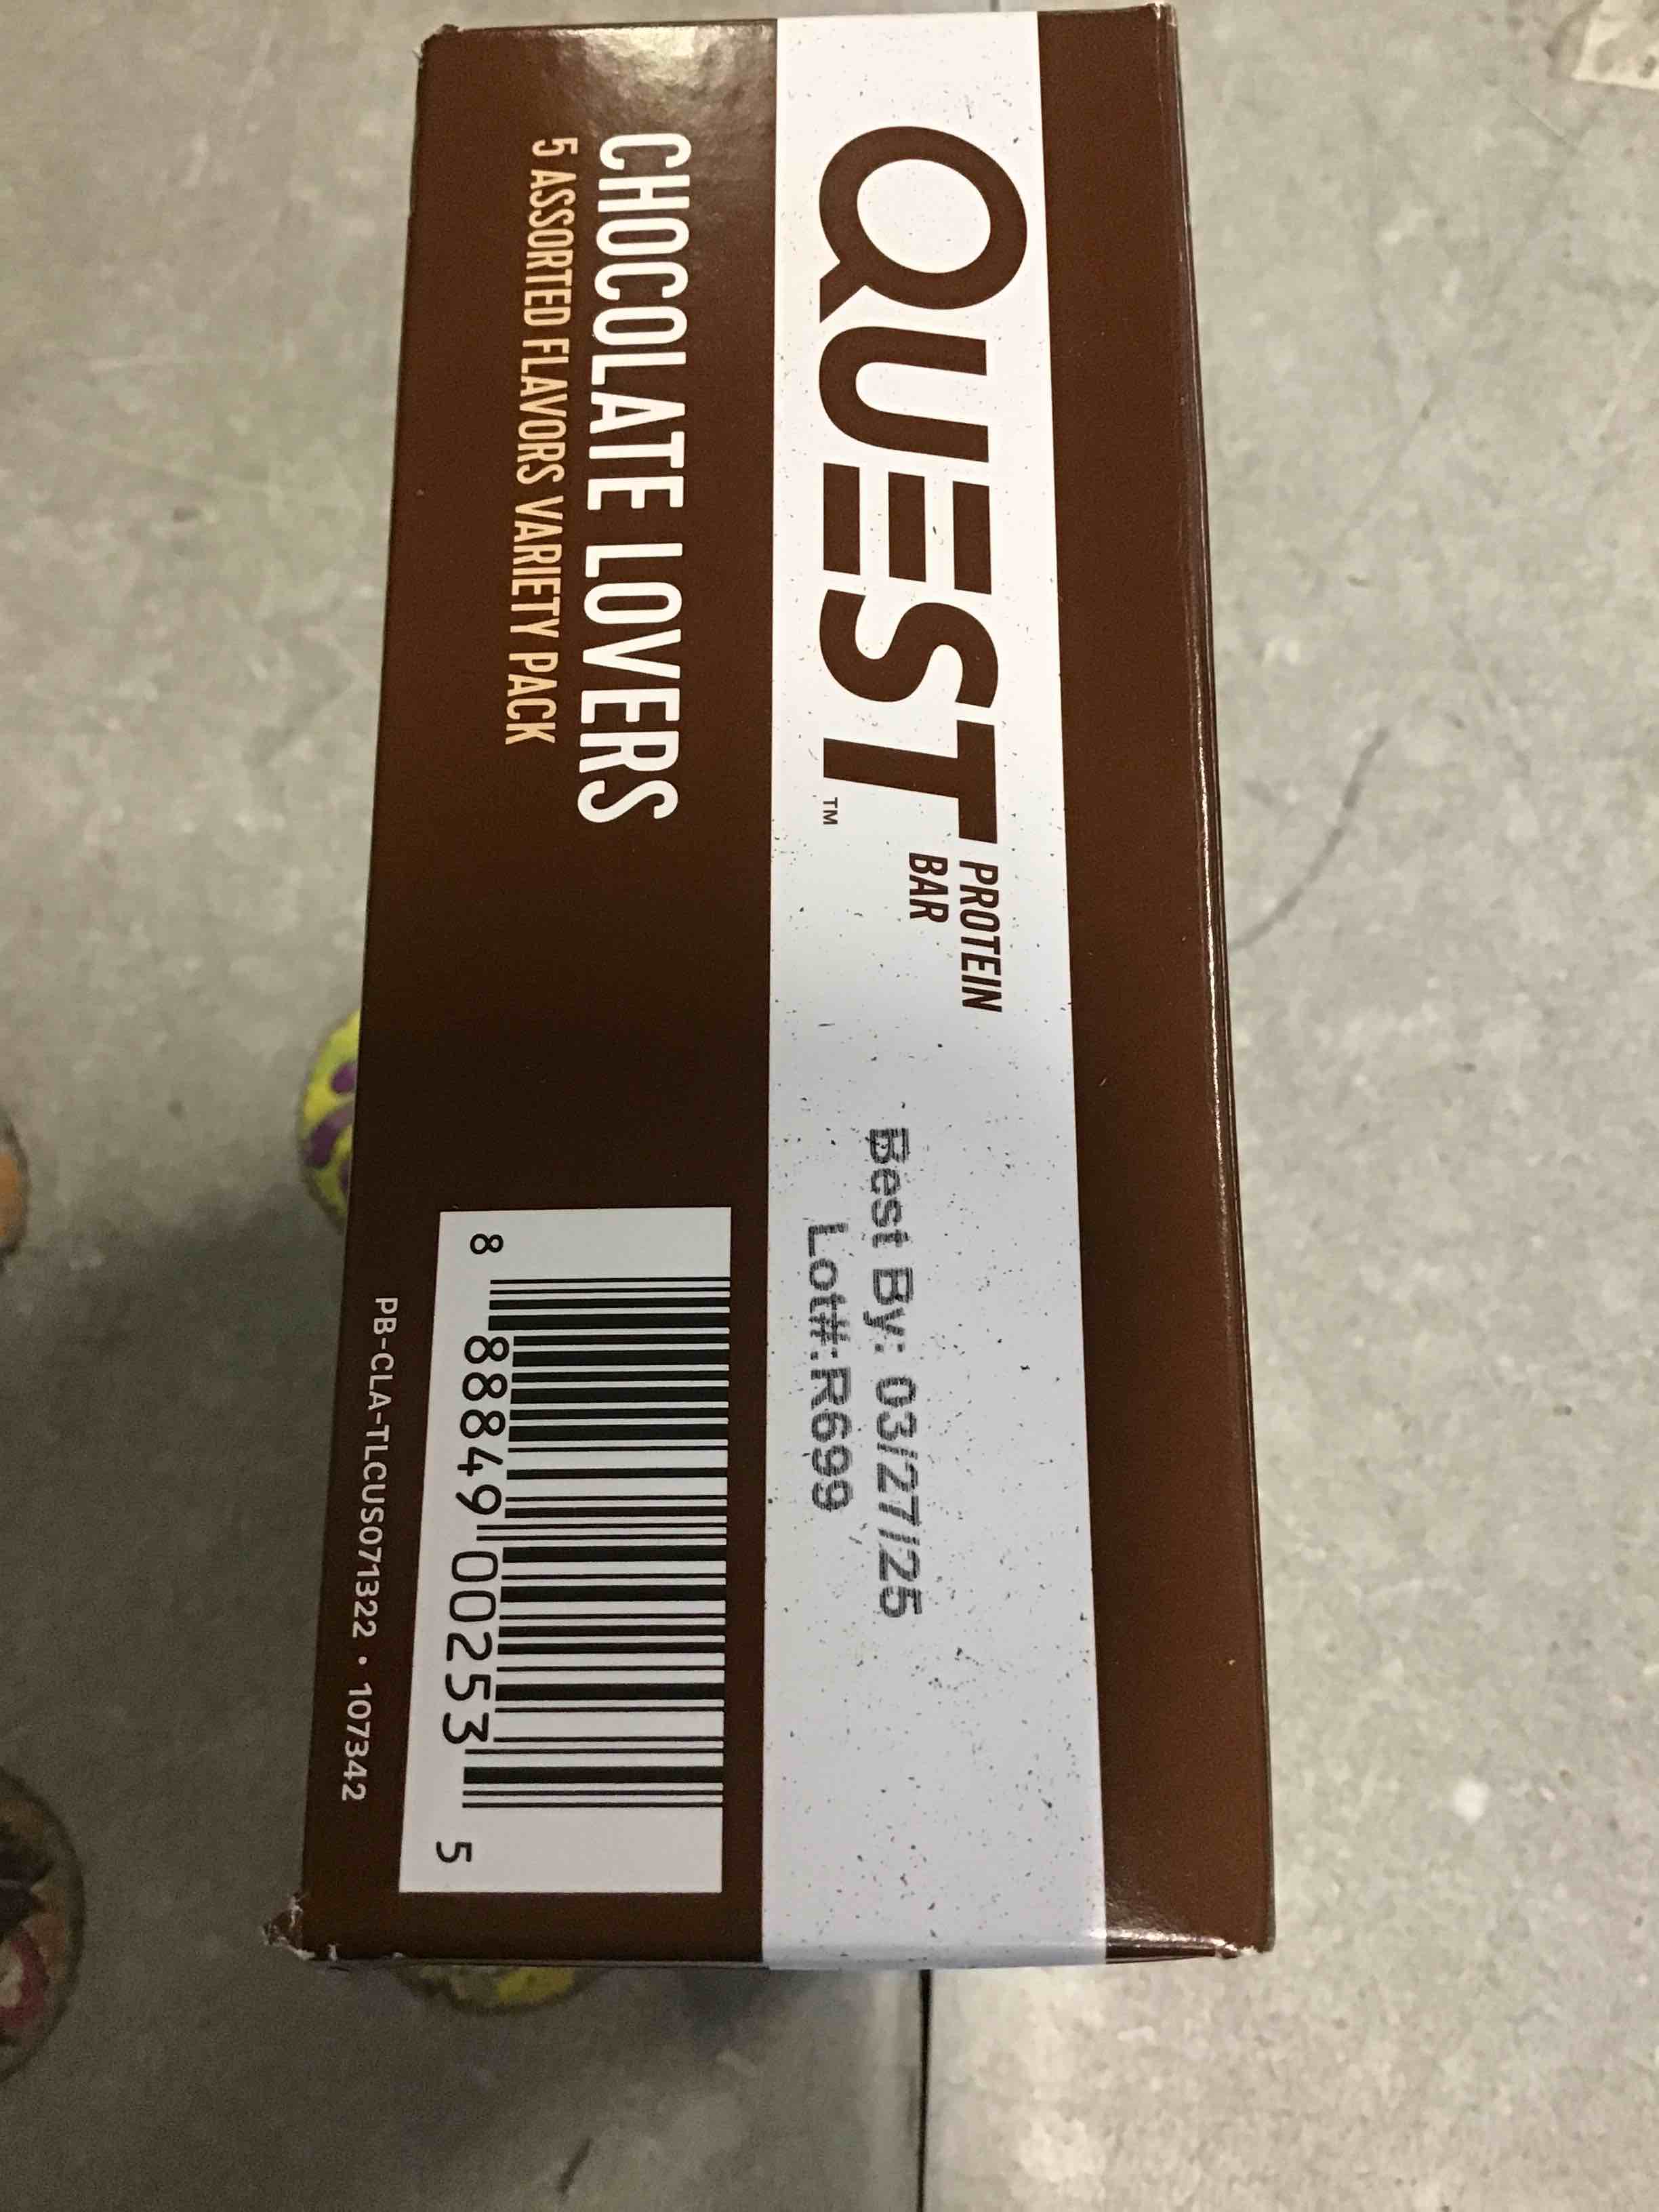 QUEST™
PROTEIN
BAR
Best By: 03/27/25
Lot#:R699
CHOCOLATE LOVERS
5 ASSORTED FLAVORS VARIETY PACK
8 88849 00253 5
PB-CLA-TLCUS071322 • 107342